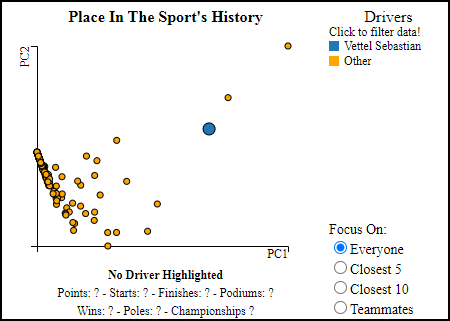 Place In The Sport's History
PC2
PC1
Drivers
Click to filter data!
Vettel Sebastian
Other
Focus On:
Everyone
Closest 5
Closest 10
Teammates
No Driver Highlighted
Points: ? - Starts: ? - Finishes: ? - Podiums: ?
Wins: ? - Poles: ? - Championships ?